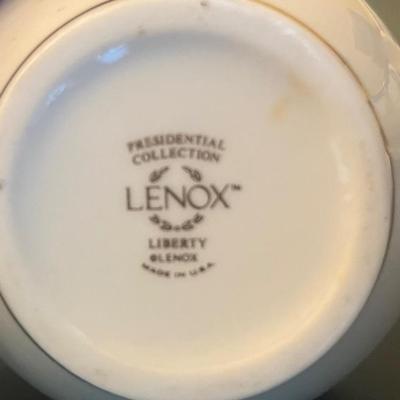 PRESIDENTIAL
COLLECTION
LENOX™
LIBERTY
©LENOX
MADE IN U.S.A.